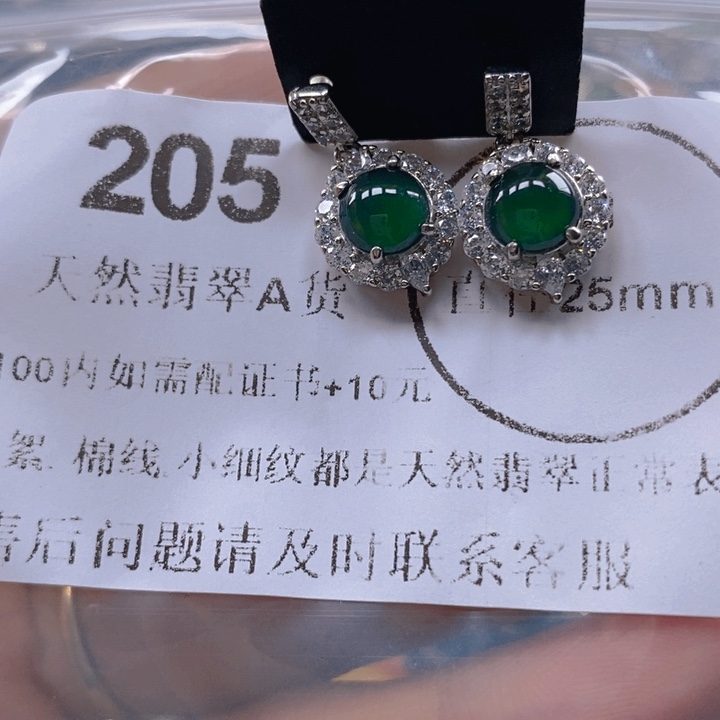 205
天然翡翠A货 直径25mm
100内如需配证书+10元
絮 棉线 小细纹都是天然翡翠正常表
售后问题请及时联系客服